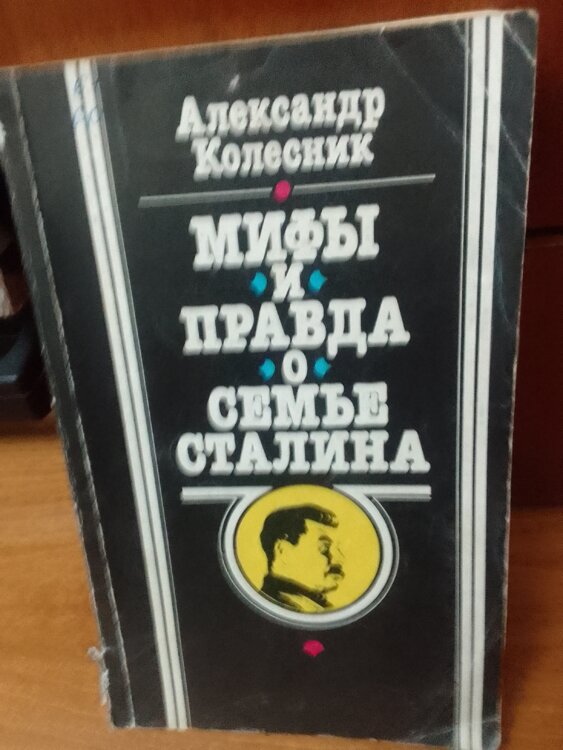 Александр
Колесник
МИФЫ
И
ПРАВДА
О
СЕМЬЕ
СТАЛИНА